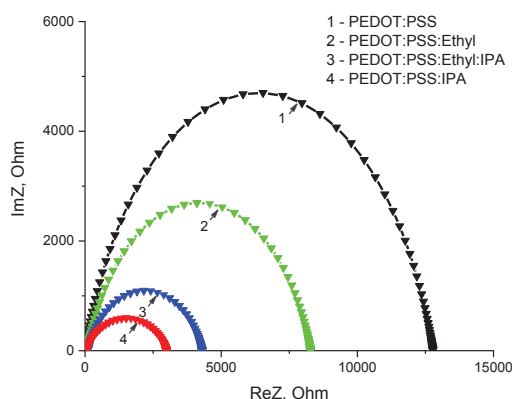 1 - PEDOT:PSS
2 - PEDOT:PSS:Ethyl
3 - PEDOT:PSS:Ethyl:IPA
4 - PEDOT:PSS:IPA
6000
4000
2000
0
ImZ, Ohm
1
2
3
4
0 5000 10000 15000
ReZ, Ohm